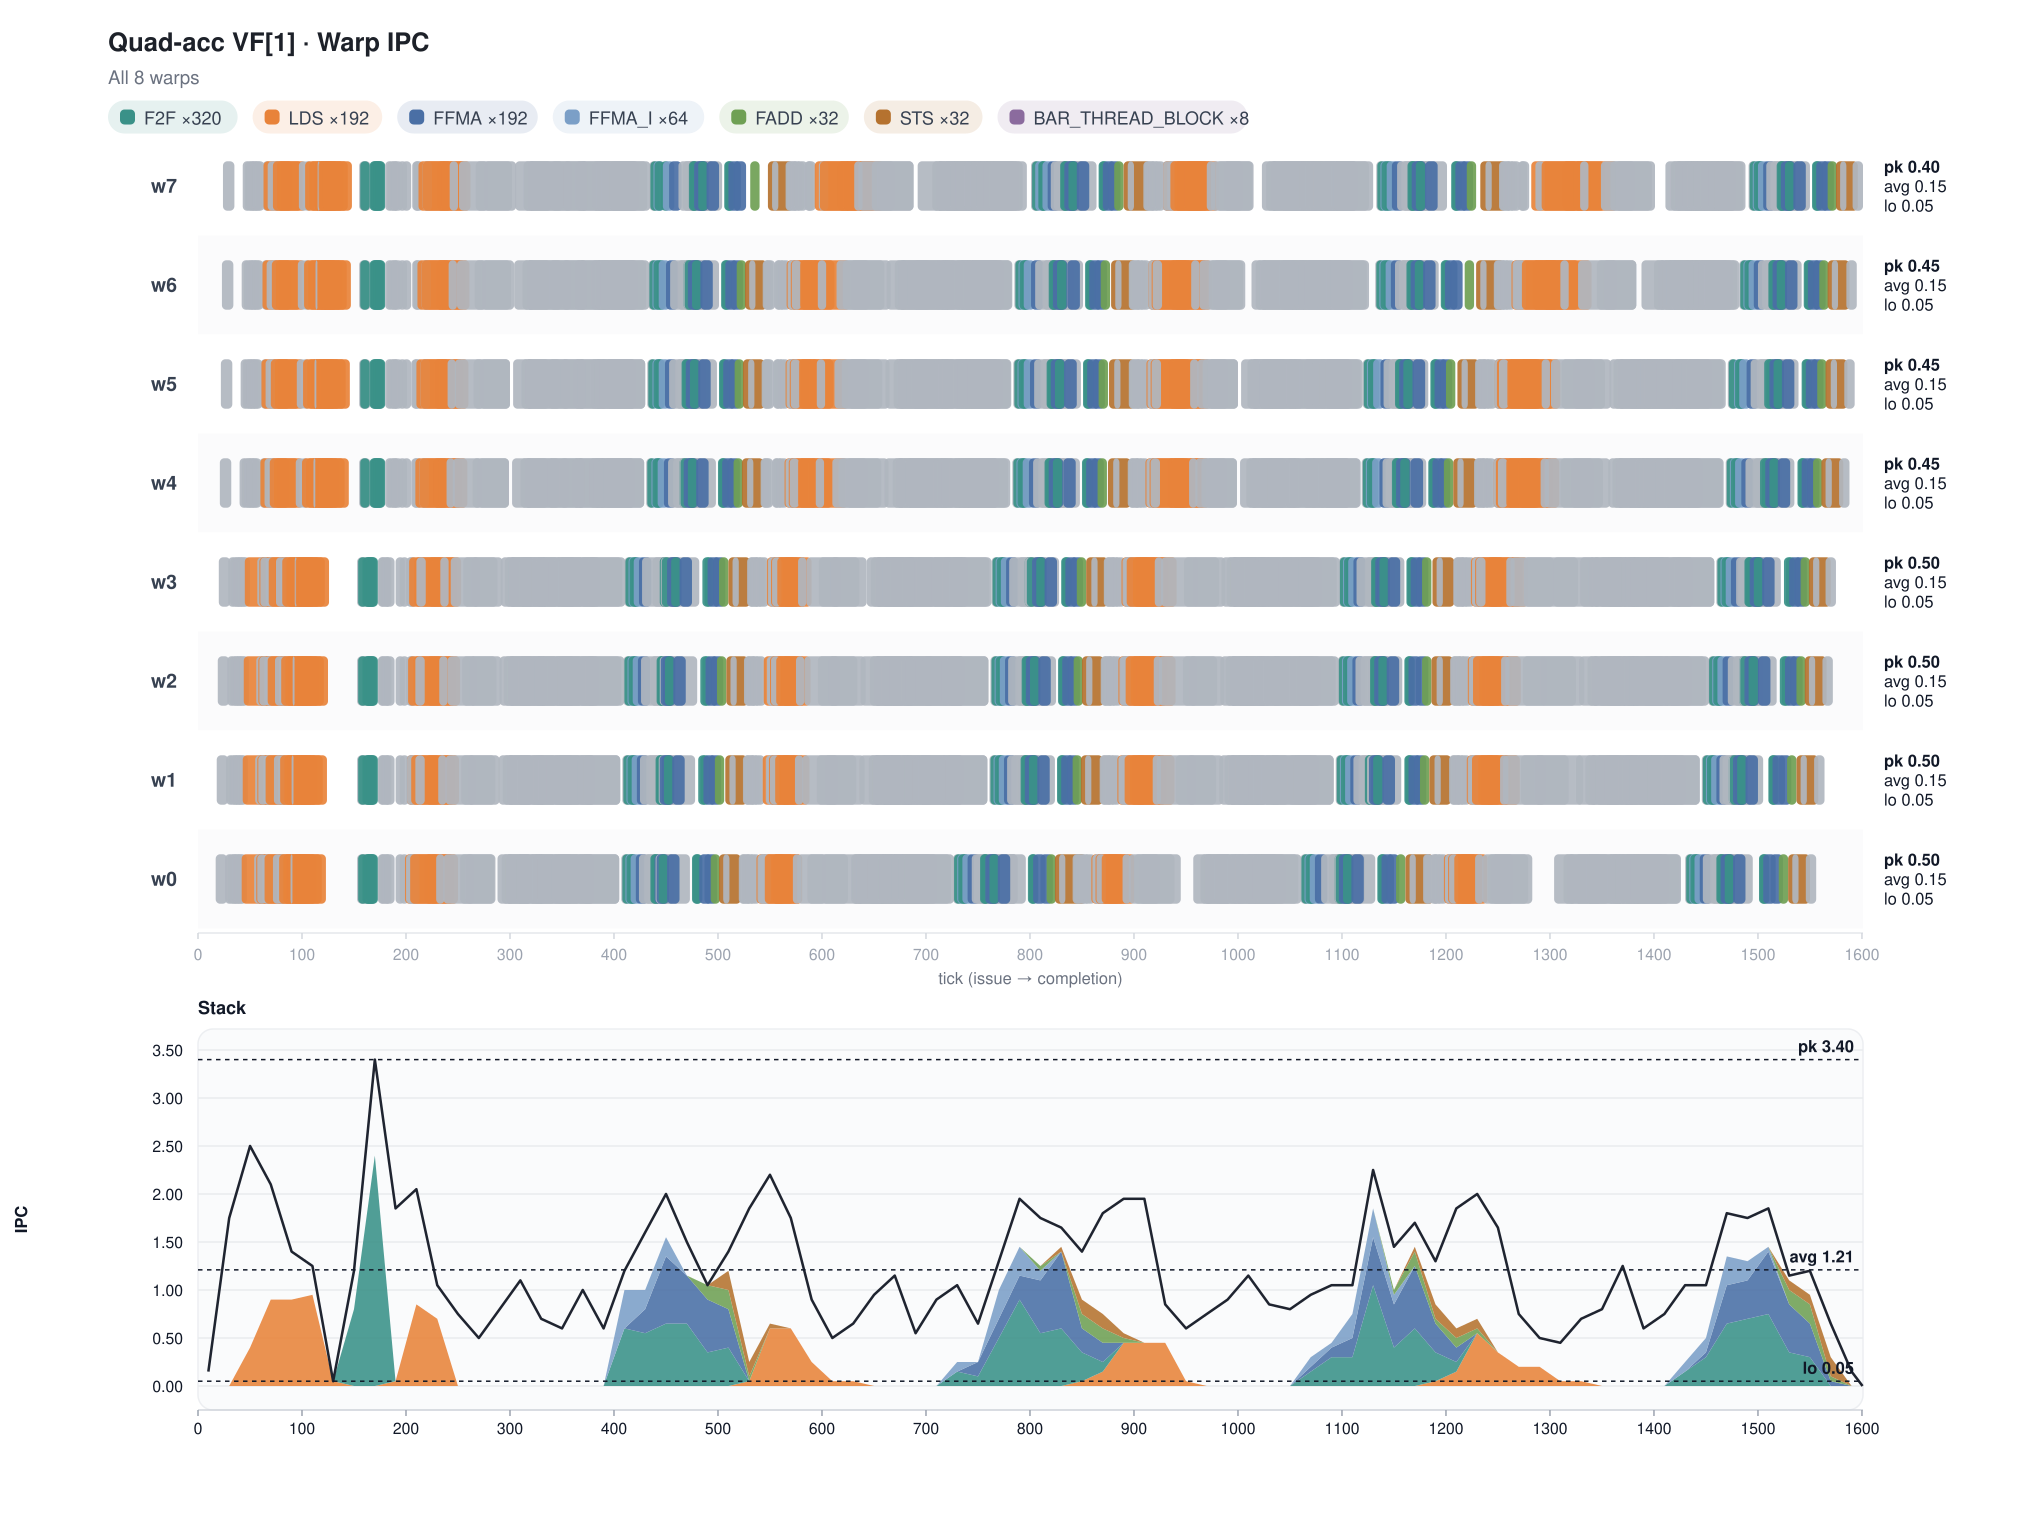 Quad-acc VF[1] · Warp IPC
All 8 warps
F2F ×320 LDS ×192 FFMA ×192 FFMA_I ×64 FADD ×32 STS ×32 BAR_THREAD_BLOCK ×8
w7
pk 0.40
avg 0.15
lo 0.05
w6
pk 0.45
avg 0.15
lo 0.05
w5
pk 0.45
avg 0.15
lo 0.05
w4
pk 0.45
avg 0.15
lo 0.05
w3
pk 0.50
avg 0.15
lo 0.05
w2
pk 0.50
avg 0.15
lo 0.05
w1
pk 0.50
avg 0.15
lo 0.05
w0
pk 0.50
avg 0.15
lo 0.05
0 100 200 300 400 500 600 700 800 900 1000 1100 1200 1300 1400 1500 1600
tick (issue → completion)
Stack
IPC
3.50
pk 3.40
3.00
2.50
2.00
1.50
avg 1.21
1.00
0.50
lo 0.05
0.00
0 100 200 300 400 500 600 700 800 900 1000 1100 1200 1300 1400 1500 1600